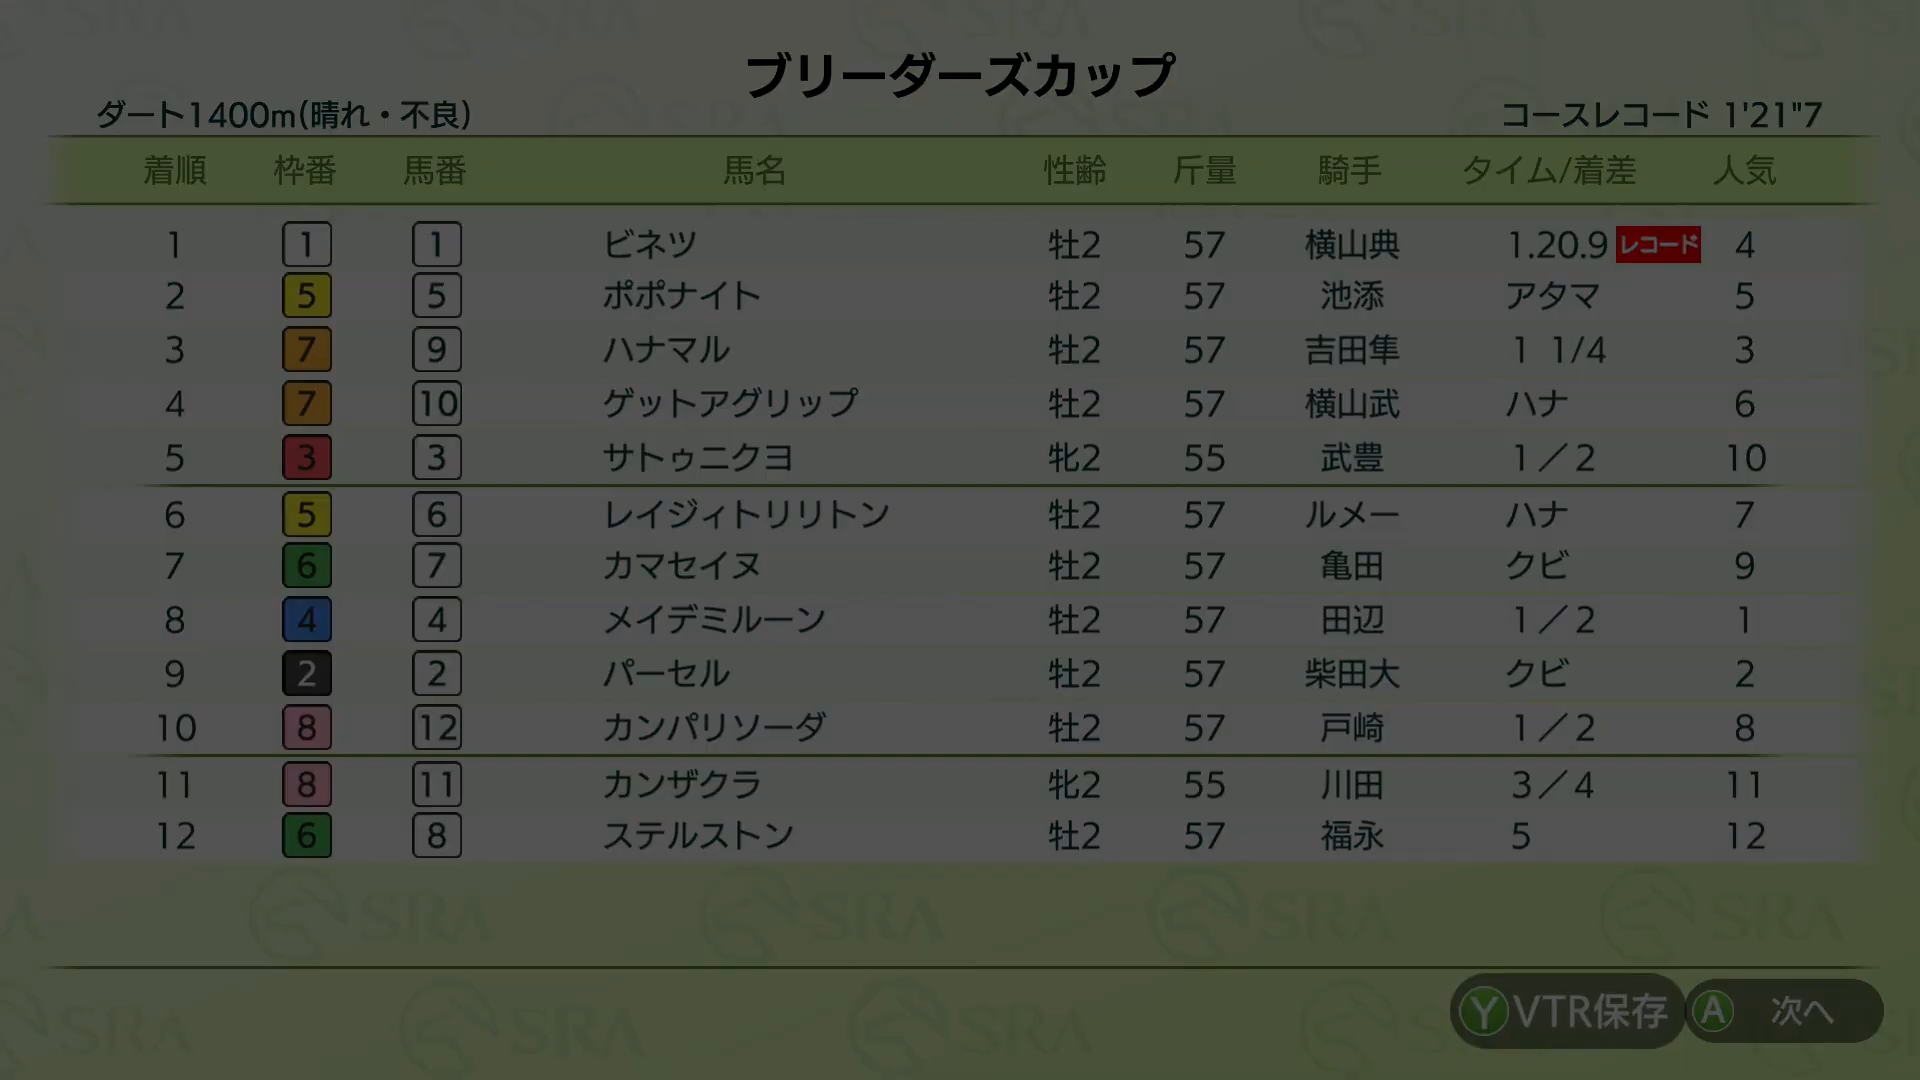 ブリーダーズカップ
ダート1400m(晴れ・不良) コースレコード 1'21"7
着順 枠番 馬番 馬名 性齢 斤量 騎手 タイム/着差 人気
1 1 1 ビネツ 牡2 57 横山典 1.20.9 レコード 4
2 5 5 ポポナイト 牡2 57 池添 アタマ 5
3 7 9 ハナマル 牡2 57 吉田隼 1 1/4 3
4 7 10 ゲットアグリップ 牡2 57 横山武 ハナ 6
5 3 3 サトゥニクヨ 牝2 55 武豊 1／2 10
6 5 6 レイジィトリリトン 牡2 57 ルメー ハナ 7
7 6 7 カマセイヌ 牡2 57 亀田 クビ 9
8 4 4 メイデミルーン 牡2 57 田辺 1／2 1
9 2 2 パーセル 牡2 57 柴田大 クビ 2
10 8 12 カンパリソーダ 牡2 57 戸崎 1／2 8
11 8 11 カンザクラ 牝2 55 川田 3／4 11
12 6 8 ステルストン 牡2 57 福永 5 12
SRA SRA SRA SRA
Y VTR保存 A 次へ